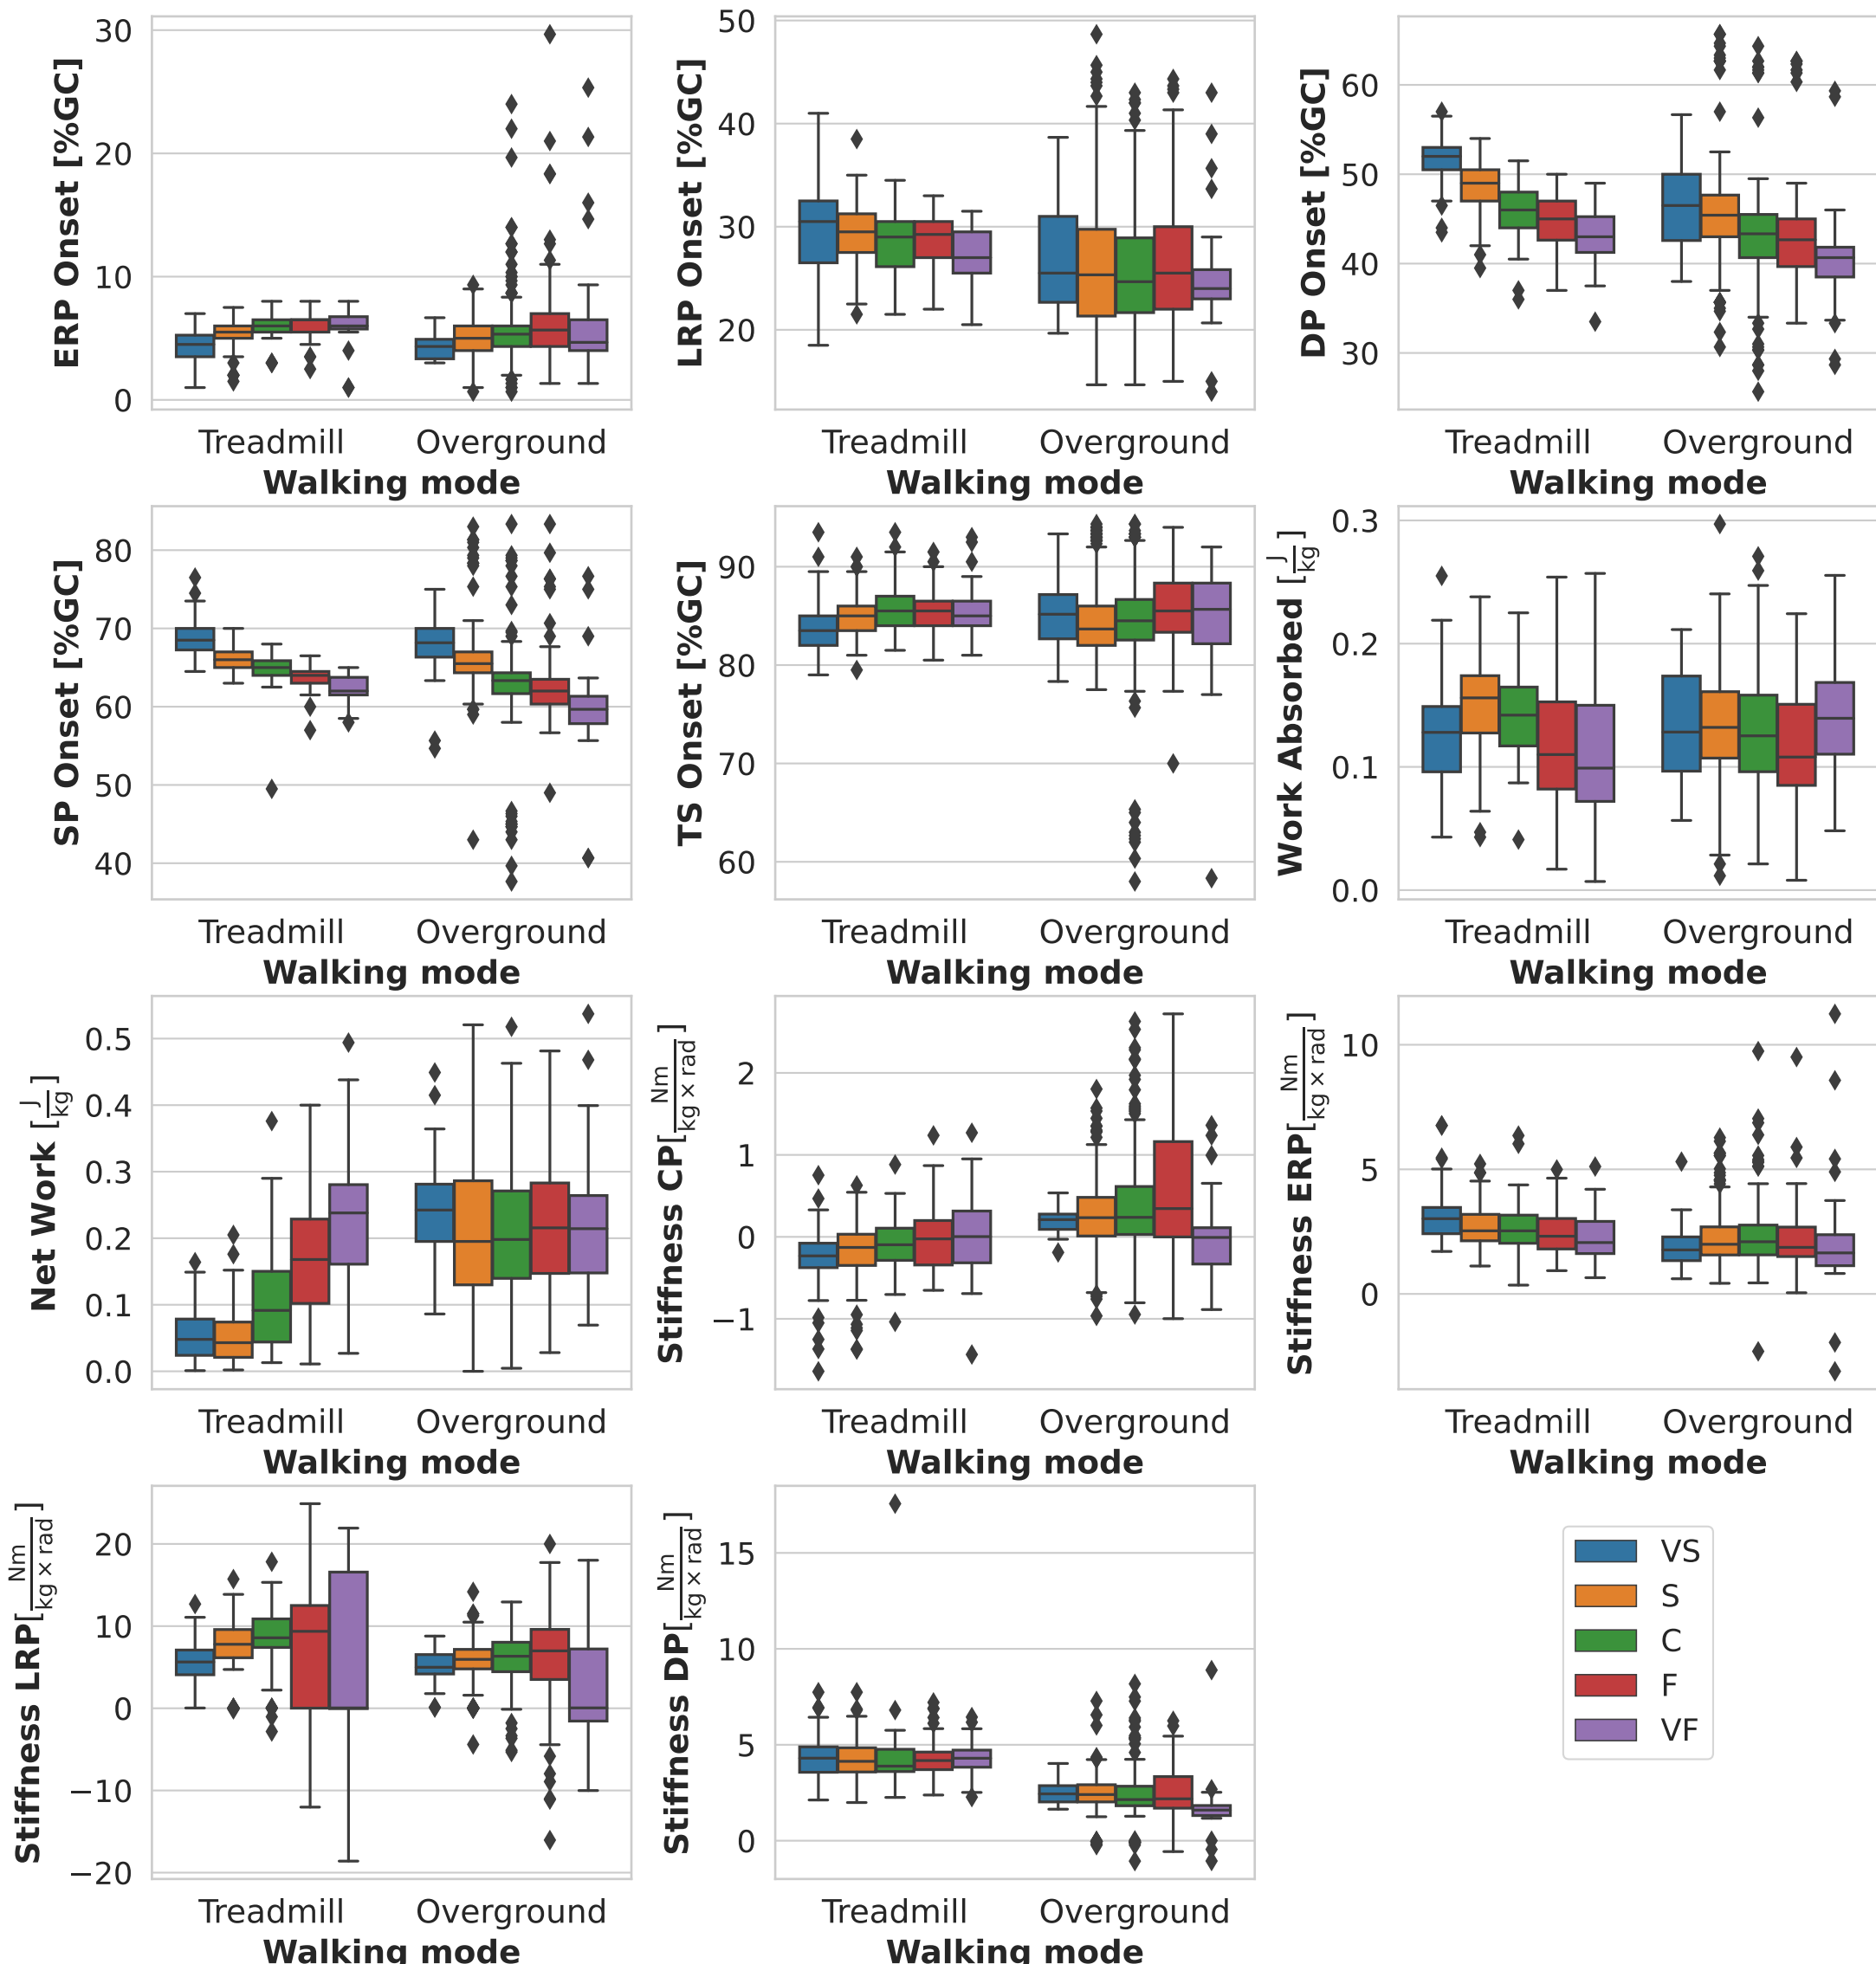 ERP Onset [%GC]
30
20
10
0
Treadmill Overground
Walking mode
LRP Onset [%GC]
50
40
30
20
Treadmill Overground
Walking mode
DP Onset [%GC]
60
50
40
30
Treadmill Overground
Walking mode
SP Onset [%GC]
80
70
60
50
40
Treadmill Overground
Walking mode
TS Onset [%GC]
90
80
70
60
Treadmill Overground
Walking mode
Work Absorbed [J/kg]
0.3
0.2
0.1
0.0
Treadmill Overground
Walking mode
Net Work [J/kg]
0.5
0.4
0.3
0.2
0.1
0.0
Treadmill Overground
Walking mode
Stiffness CP[Nm/kg × rad]
2
1
0
−1
Treadmill Overground
Walking mode
Stiffness ERP[Nm/kg × rad]
10
5
0
Treadmill Overground
Walking mode
Stiffness LRP[Nm/kg × rad]
20
10
0
−10
−20
Treadmill Overground
Walking mode
Stiffness DP[Nm/kg × rad]
15
10
5
0
Treadmill Overground
Walking mode
VS
S
C
F
VF